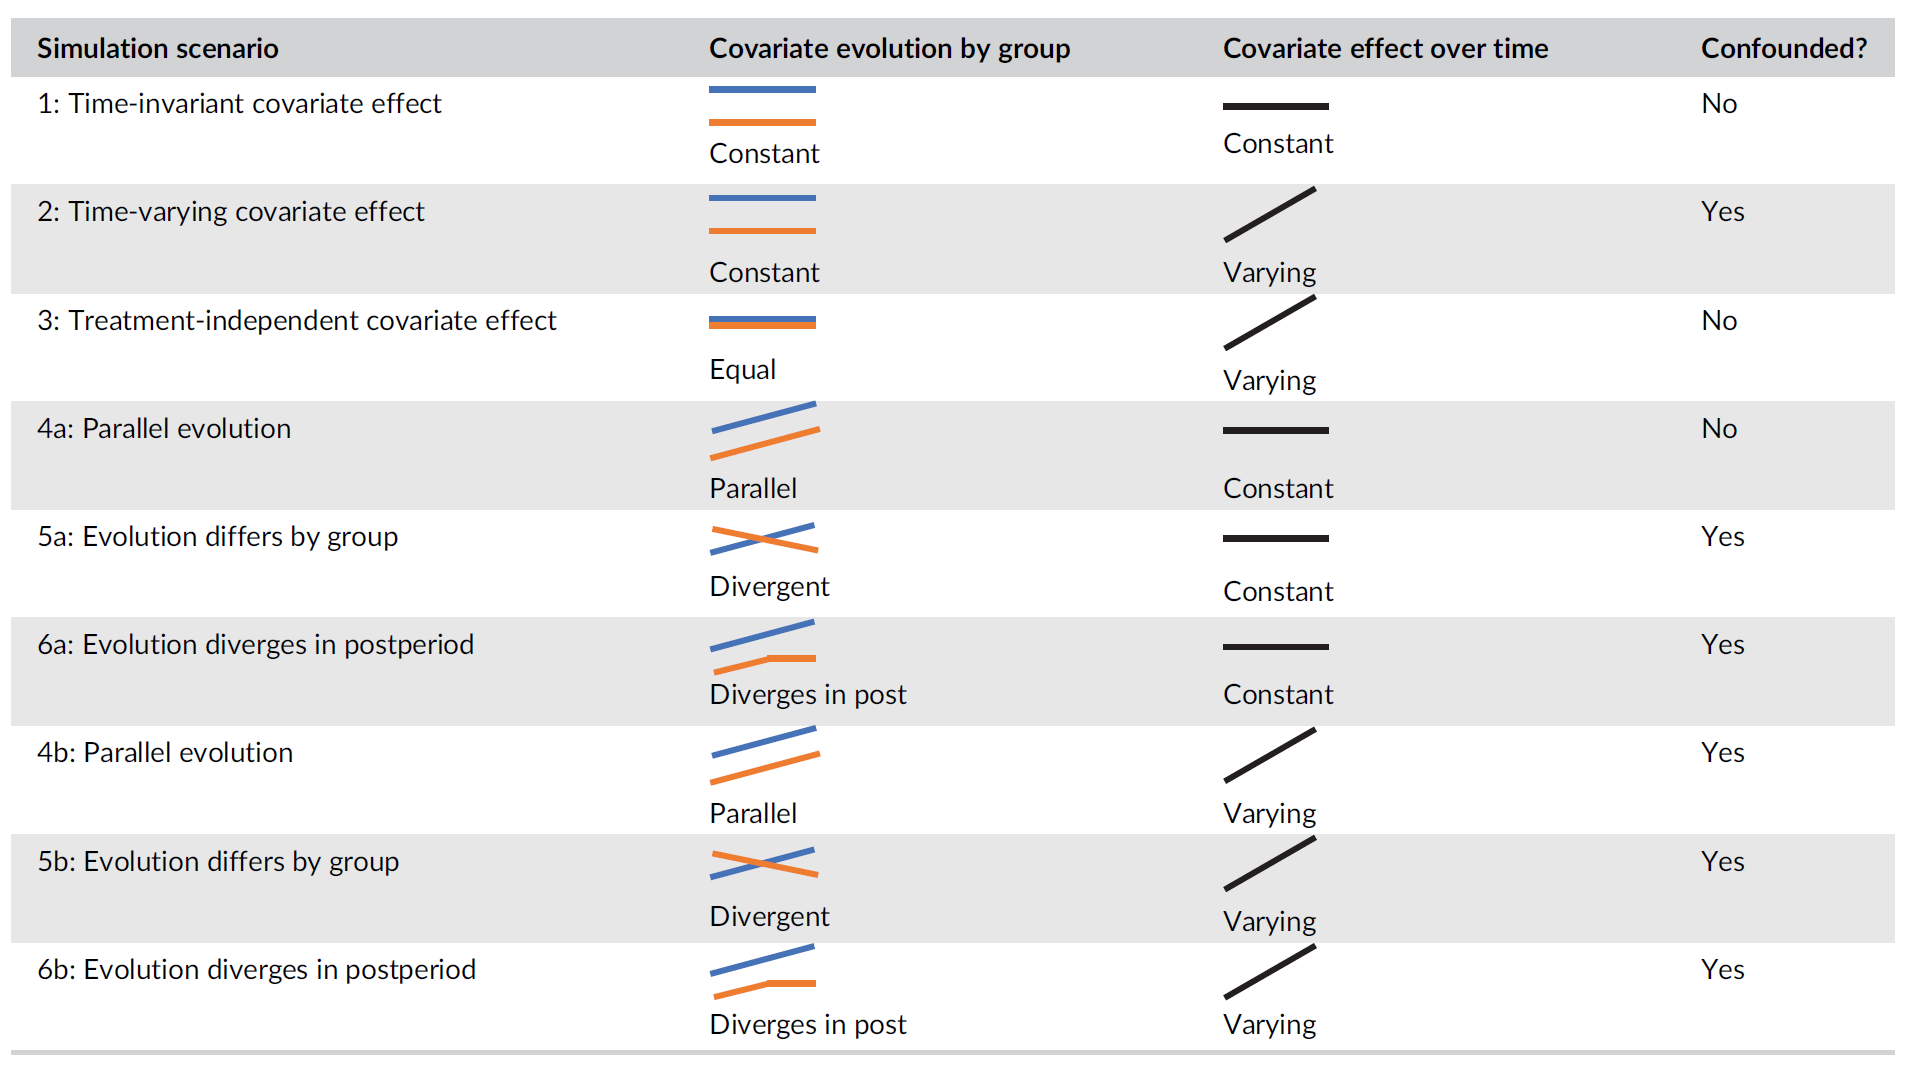 Simulation scenario Covariate evolution by group Covariate effect over time Confounded?
1: Time-invariant covariate effect No
Constant Constant
2: Time-varying covariate effect Yes
Constant Varying
3: Treatment-independent covariate effect No
Equal Varying
4a: Parallel evolution No
Parallel Constant
5a: Evolution differs by group Yes
Divergent Constant
6a: Evolution diverges in postperiod Yes
Diverges in post Constant
4b: Parallel evolution Yes
Parallel Varying
5b: Evolution differs by group Yes
Divergent Varying
6b: Evolution diverges in postperiod Yes
Diverges in post Varying